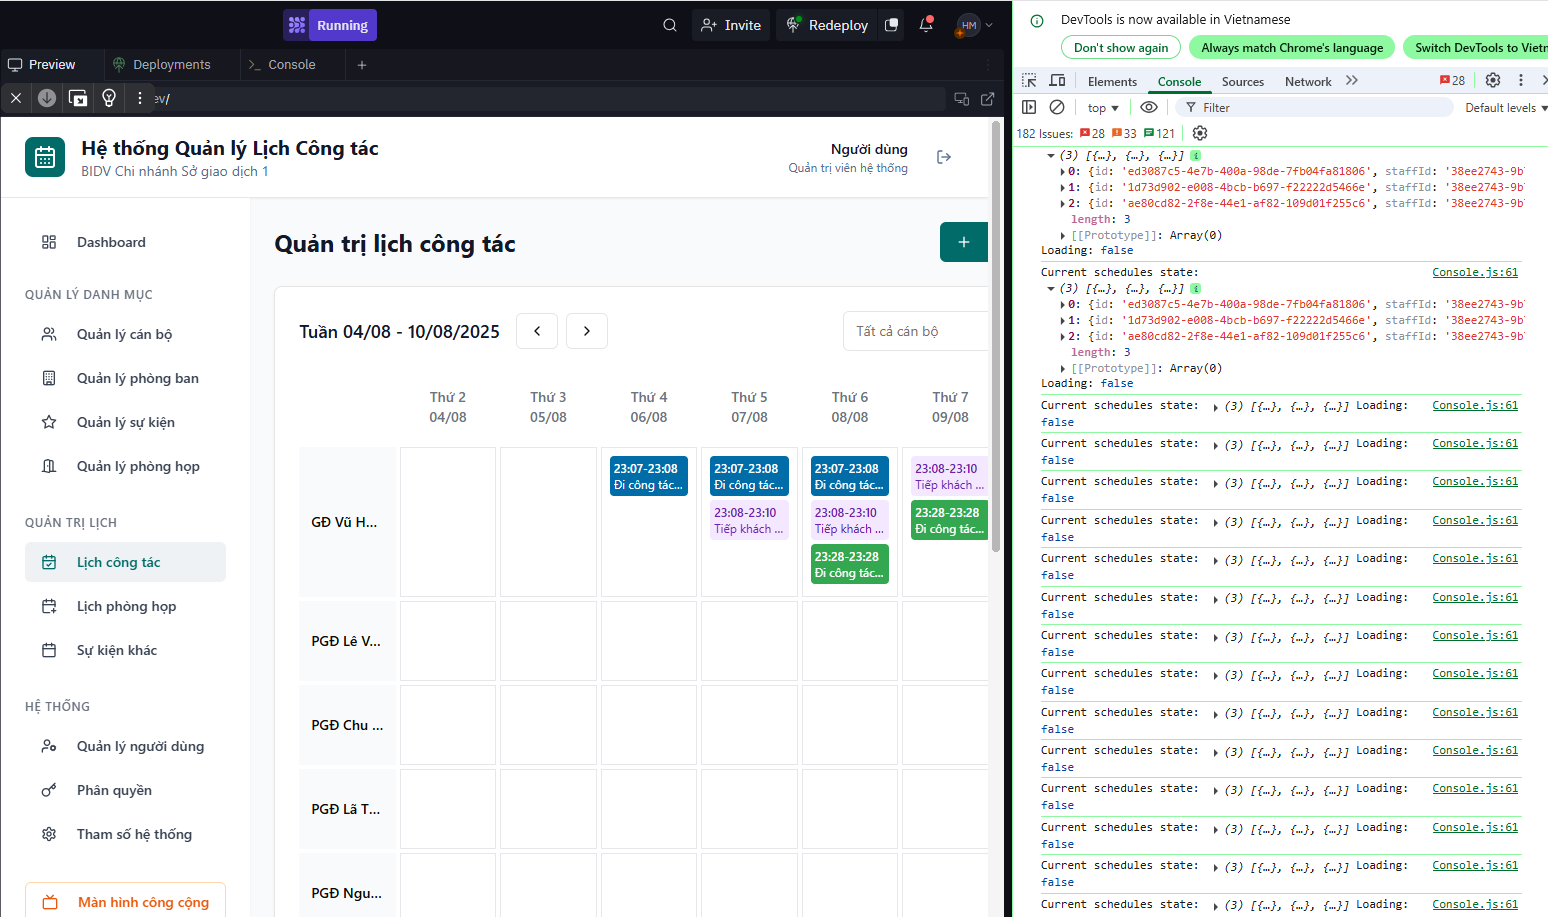 Running
Invite
Redeploy
HM
Preview
Deployments
Console
ev/
Hệ thống Quản lý Lịch Công tác
BIDV Chi nhánh Sở giao dịch 1
Người dùng
Quản trị viên hệ thống
Dashboard
QUẢN LÝ DANH MỤC
Quản lý cán bộ
Quản lý phòng ban
Quản lý sự kiện
Quản lý phòng họp
QUẢN TRỊ LỊCH
Lịch công tác
Lịch phòng họp
Sự kiện khác
HỆ THỐNG
Quản lý người dùng
Phân quyền
Tham số hệ thống
Màn hình công cộng
Quản trị lịch công tác
+
Tuần 04/08 - 10/08/2025
Tất cả cán bộ
Thứ 2 Thứ 3 Thứ 4 Thứ 5 Thứ 6 Thứ 7
04/08 05/08 06/08 07/08 08/08 09/08
GĐ Vũ H...
23:07-23:08
Đi công tác...
23:07-23:08
Đi công tác...
23:08-23:10
Tiếp khách ...
23:07-23:08
Đi công tác...
23:08-23:10
Tiếp khách ...
23:28-23:28
Đi công tác...
23:08-23:10
Tiếp khách ...
23:28-23:28
Đi công tác...
PGĐ Lê V...
PGĐ Chu ...
PGĐ Lã T...
PGĐ Ngu...
DevTools is now available in Vietnamese
Don't show again
Always match Chrome's language
Switch DevTools to Vietn
Elements Console Sources Network 28
top Filter Default levels
182 Issues: 28 33 121
(3) [{…}, {…}, {…}]
0: {id: 'ed3087c5-4e7b-400a-98de-7fb04fa81806', staffId: '38ee2743-9b
1: {id: '1d73d902-e008-4bcb-b697-f22222d5466e', staffId: '38ee2743-9b
2: {id: 'ae80cd82-2f8e-44e1-af82-109d01f255c6', staffId: '38ee2743-9b
length: 3
[[Prototype]]: Array(0)
Loading: false
Current schedules state: Console.js:61
(3) [{…}, {…}, {…}]
0: {id: 'ed3087c5-4e7b-400a-98de-7fb04fa81806', staffId: '38ee2743-9b
1: {id: '1d73d902-e008-4bcb-b697-f22222d5466e', staffId: '38ee2743-9b
2: {id: 'ae80cd82-2f8e-44e1-af82-109d01f255c6', staffId: '38ee2743-9b
length: 3
[[Prototype]]: Array(0)
Loading: false
Current schedules state: (3) [{…}, {…}, {…}] Loading: Console.js:61
false
Current schedules state: (3) [{…}, {…}, {…}] Loading: Console.js:61
false
Current schedules state: (3) [{…}, {…}, {…}] Loading: Console.js:61
false
Current schedules state: (3) [{…}, {…}, {…}] Loading: Console.js:61
false
Current schedules state: (3) [{…}, {…}, {…}] Loading: Console.js:61
false
Current schedules state: (3) [{…}, {…}, {…}] Loading: Console.js:61
false
Current schedules state: (3) [{…}, {…}, {…}] Loading: Console.js:61
false
Current schedules state: (3) [{…}, {…}, {…}] Loading: Console.js:61
false
Current schedules state: (3) [{…}, {…}, {…}] Loading: Console.js:61
false
Current schedules state: (3) [{…}, {…}, {…}] Loading: Console.js:61
false
Current schedules state: (3) [{…}, {…}, {…}] Loading: Console.js:61
false
Current schedules state: (3) [{…}, {…}, {…}] Loading: Console.js:61
false
Current schedules state: (3) [{…}, {…}, {…}] Loading: Console.js:61
false
Current schedules state: (3) [{…}, {…}, {…}] Loading: Console.js:61